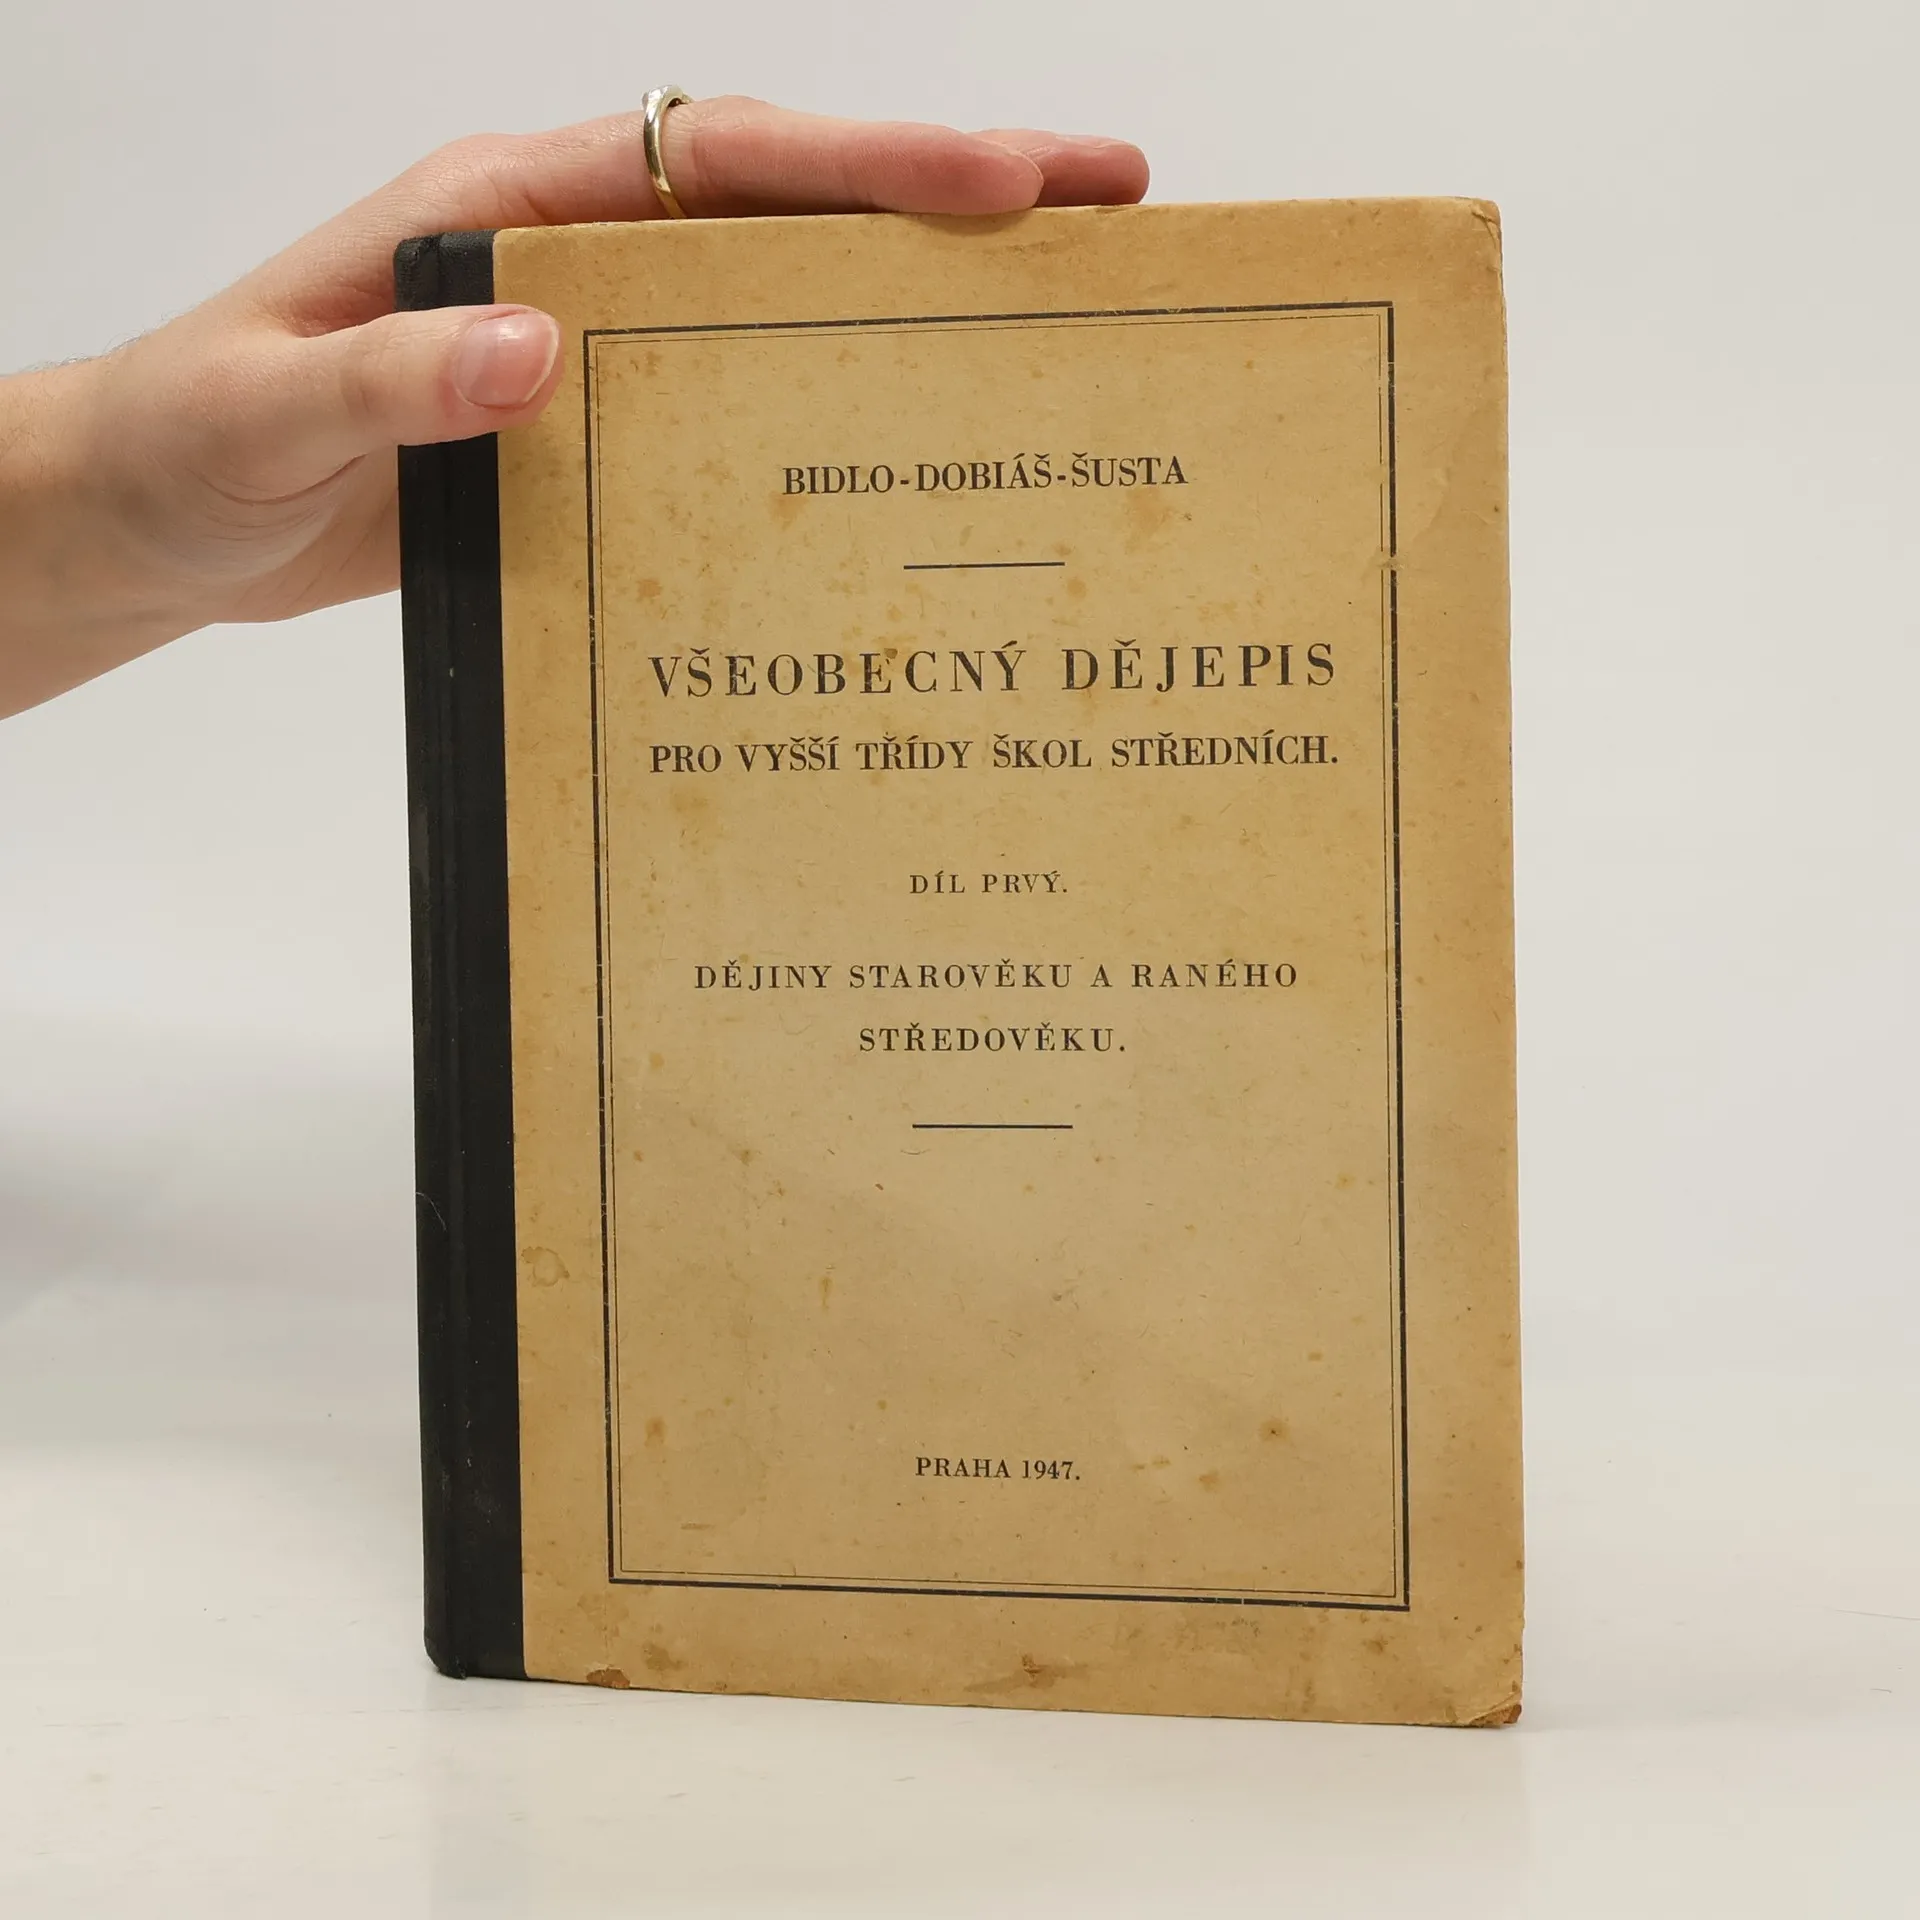 BIDLO-DOBIÁŠ-ŠUSTA
VŠEOBECNÝ DĚJEPIS
PRO VYŠŠÍ TŘÍDY ŠKOL STŘEDNÍCH.
DÍL PRVÝ.
DĚJINY STAROVĚKU A RANÉHO
STŘEDOVĚKU.
PRAHA 1947.